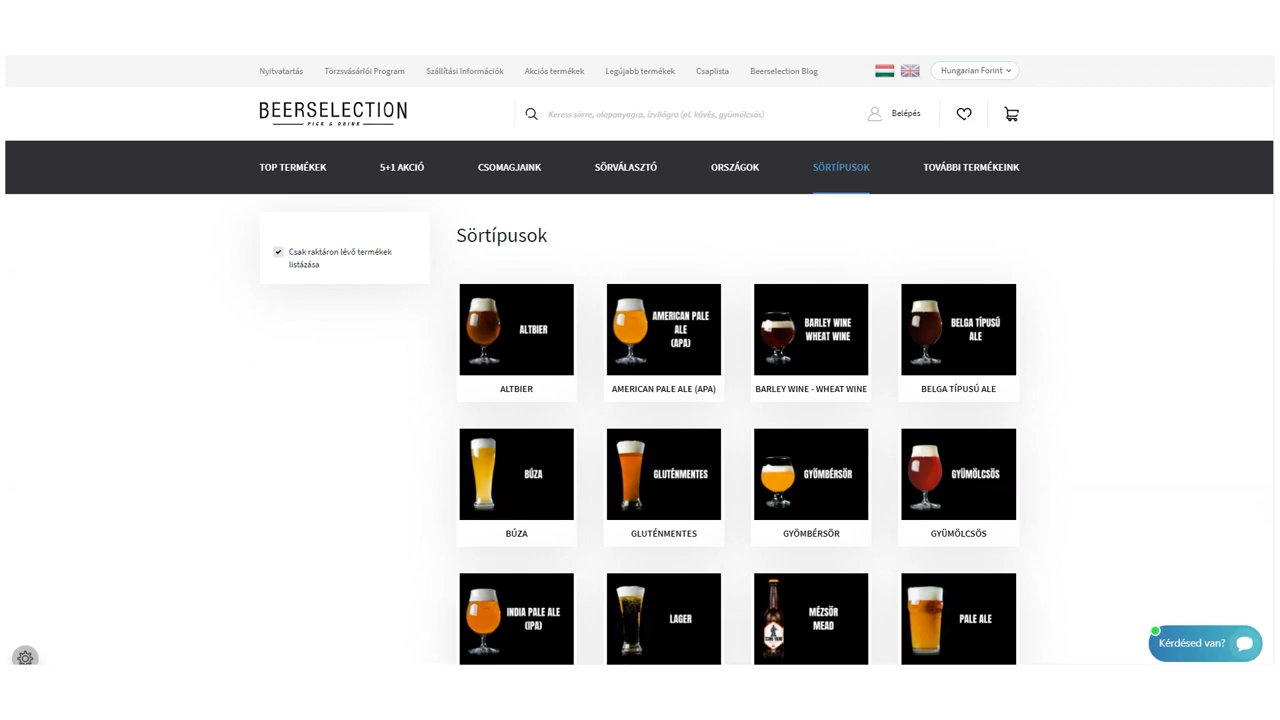 Nyitvatartás Törzsvásárlói Program Szállítási Információk Akciós termékek Legújabb termékek Csaplista Beerselection Blog Hungarian Forint
BEERSELECTION
PICK & DRINK
Keress sörre, alapanyagra, ízvilágra (pl. kávés, gyümölcsös)
Belépés
TOP TERMÉKEK 5+1 AKCIÓ CSOMAGJAINK SÖRVÁLASZTÓ ORSZÁGOK SÖRTÍPUSOK TOVÁBBI TERMÉKEINK
Csak raktáron lévő termékek
listázása
Sörtípusok
ALTBIER
ALTBIER
AMERICAN PALE
ALE
(APA)
AMERICAN PALE ALE (APA)
BARLEY WINE
WHEAT WINE
BARLEY WINE - WHEAT WINE
BELGA TÍPUSÚ
ALE
BELGA TÍPUSÚ ALE
BÚZA
BÚZA
GLUTÉNMENTES
GLUTÉNMENTES
GYÖMBÉRSÖR
GYÖMBÉRSÖR
GYÜMÖLCSÖS
GYÜMÖLCSÖS
INDIA PALE ALE
(IPA)
LAGER
MÉZSÖR
MEAD
PALE ALE
Kérdésed van?